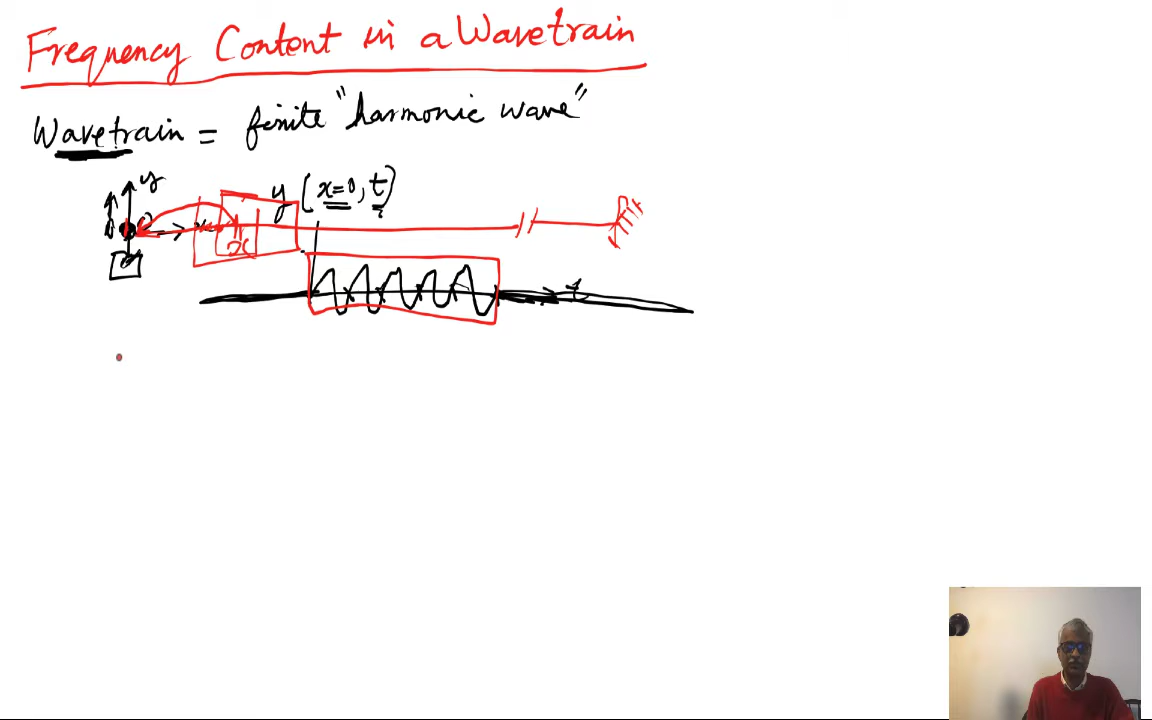 Frequency Content in a Wavetrain
Wavetrain = finite "harmonic wave"
y
y (x=0, t)
x
t